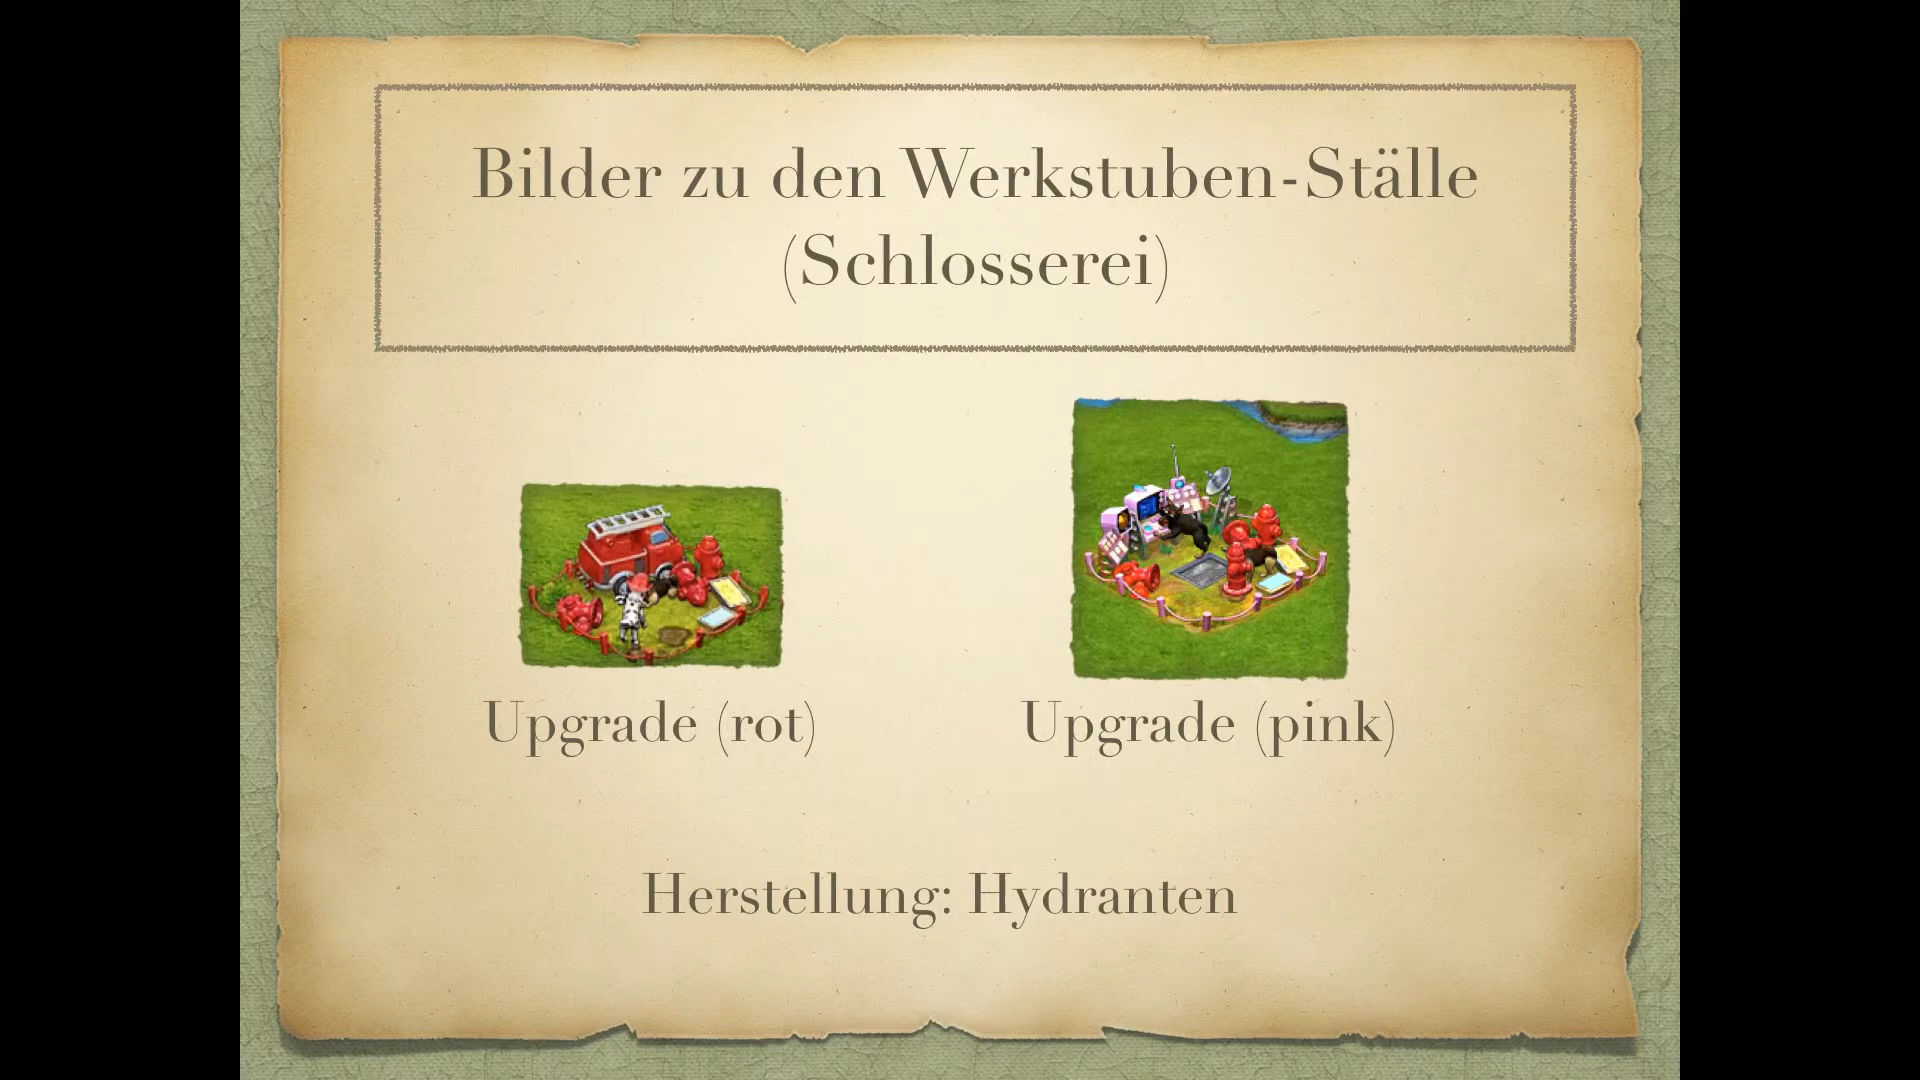 Bilder zu den Werkstuben-Ställe
(Schlosserei)
Upgrade (rot)
Upgrade (pink)
Herstellung: Hydranten